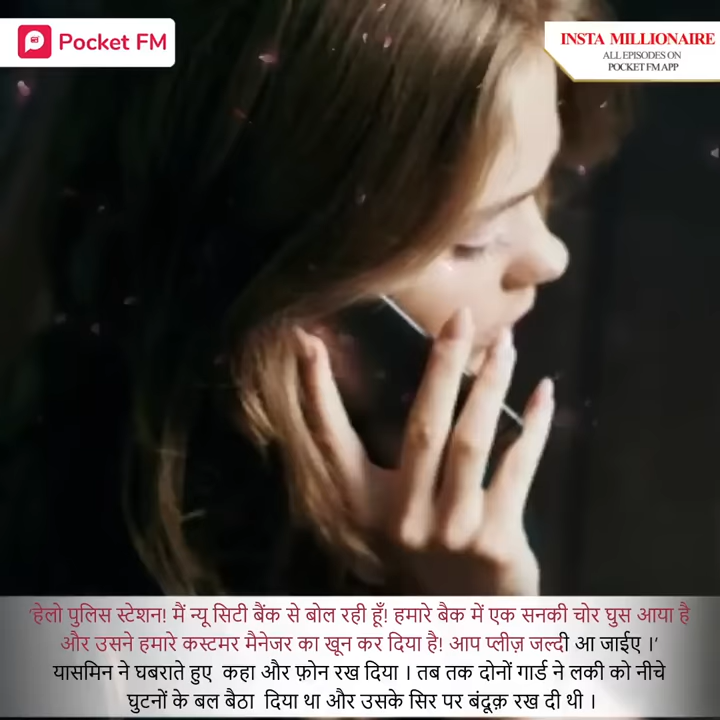 Pocket FM
INSTA MILLIONAIRE
ALL EPISODES ON
POCKET FM APP
'हेलो पुलिस स्टेशन! मैं न्यू सिटी बैंक से बोल रही हूँ! हमारे बैक में एक सनकी चोर घुस आया है
और उसने हमारे कस्टमर मैनेजर का खून कर दिया है! आप प्लीज़ जल्दी आ जाईए ।'
यासमिन ने घबराते हुए कहा और फ़ोन रख दिया । तब तक दोनों गार्ड ने लकी को नीचे
घुटनों के बल बैठा दिया था और उसके सिर पर बंदूक़ रख दी थी ।